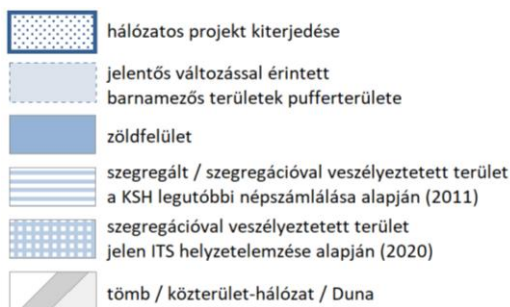 hálózatos projekt kiterjedése
jelentős változással érintett
barnamezős területek pufferterülete
zöldfelület
szegregált / szegregációval veszélyeztetett terület
a KSH legutóbbi népszámlálása alapján (2011)
szegregációval veszélyeztetett terület
jelen ITS helyzetelemzése alapján (2020)
tömb / közterület-hálózat / Duna